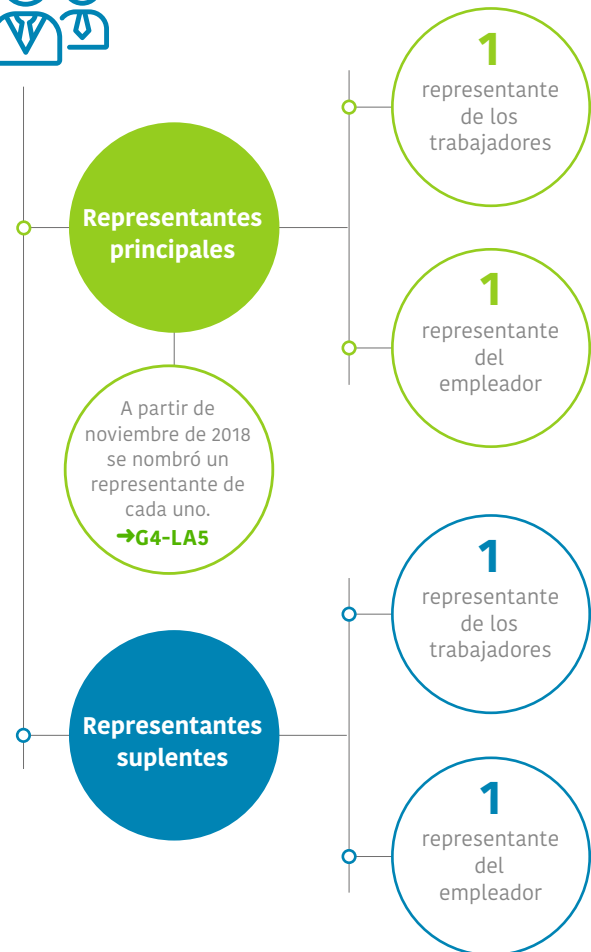 Representantes
principales
1
representante
de los
trabajadores
1
representante
del
empleador
A partir de
noviembre de 2018
se nombró un
representante de
cada uno.
➜G4-LA5
Representantes
suplentes
1
representante
de los
trabajadores
1
representante
del
empleador